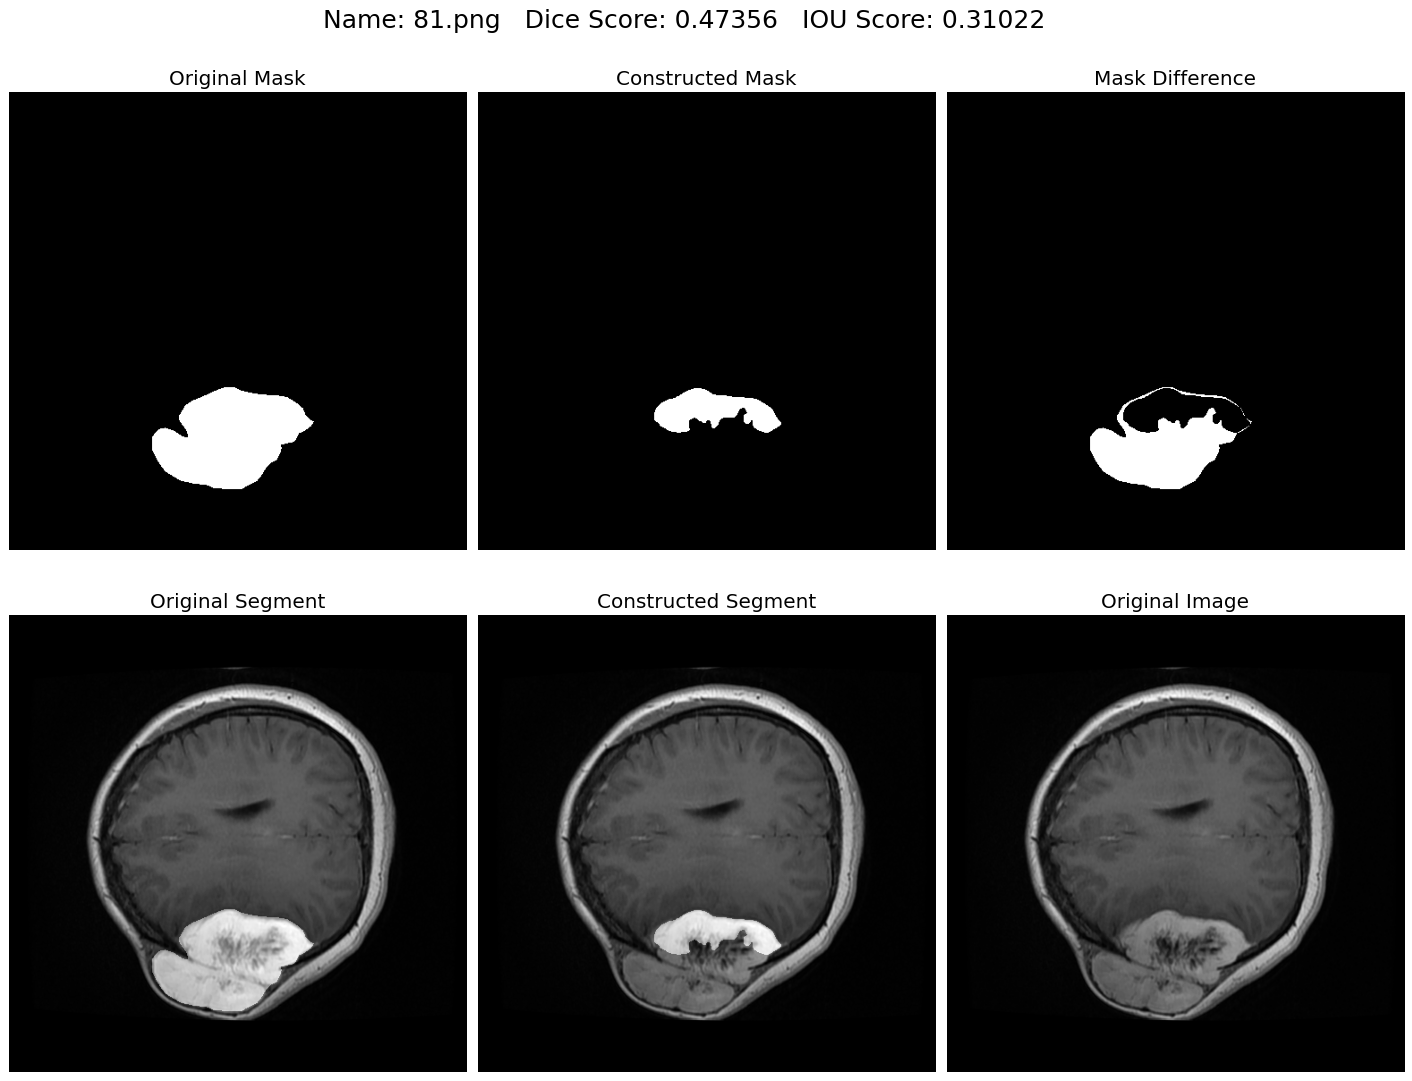 Name: 81.png   Dice Score: 0.47356   IOU Score: 0.31022
Original Mask
Constructed Mask
Mask Difference
Original Segment
Constructed Segment
Original Image